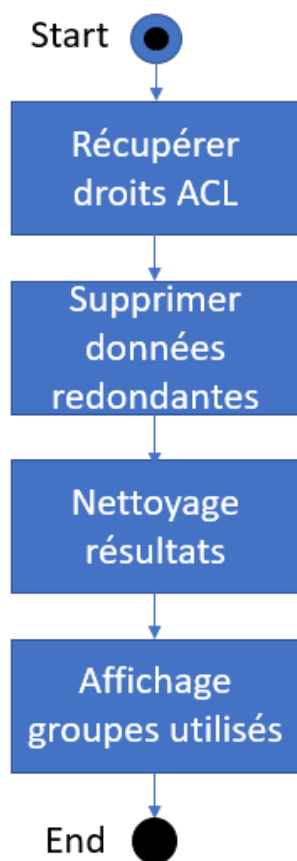 Start
Récupérer
droits ACL
Supprimer
données
redondantes
Nettoyage
résultats
Affichage
groupes utilisés
End